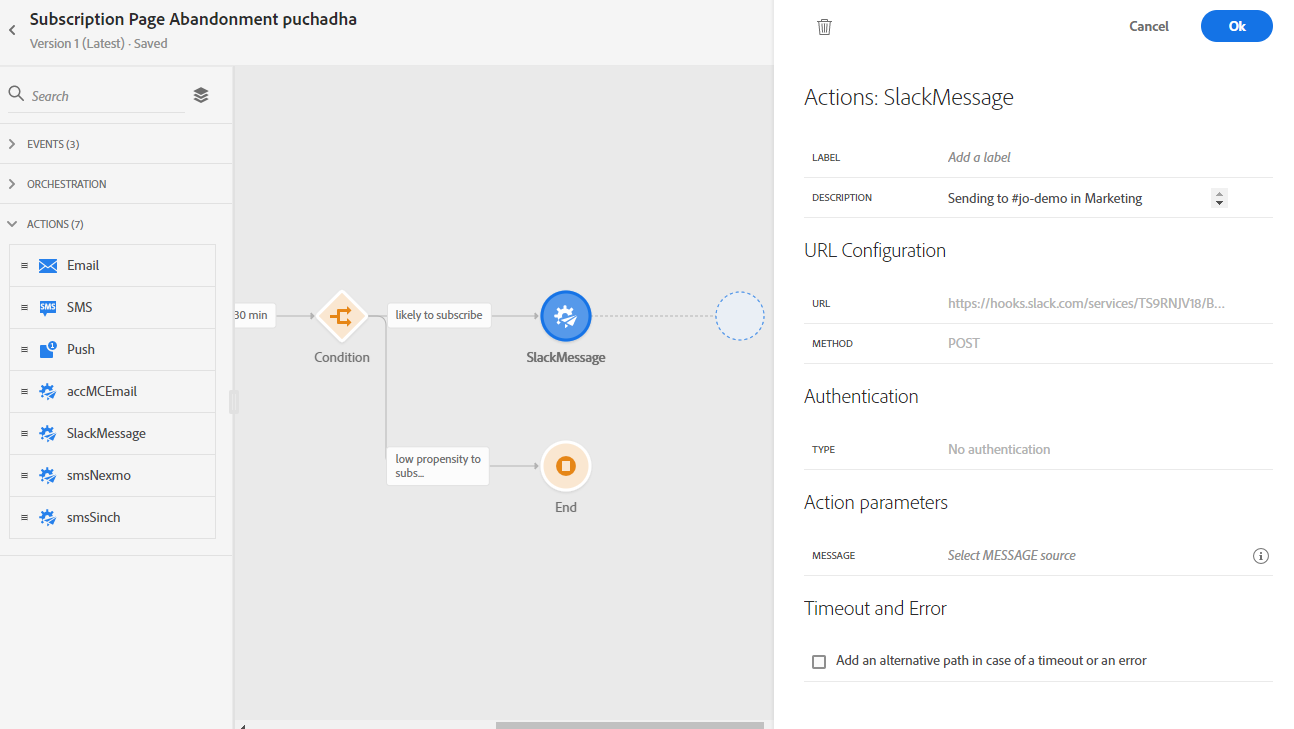 Subscription Page Abandonment puchadha
Version 1 (Latest) · Saved
Search
EVENTS (3)
ORCHESTRATION
ACTIONS (7)
Email
SMS
SMS
Push
accMCEmail
SlackMessage
smsNexmo
smsSinch
30 min
Condition
likely to subscribe
SlackMessage
low propensity to
subs...
End
Cancel
Ok
Actions: SlackMessage
LABEL Add a label
DESCRIPTION Sending to #jo-demo in Marketing
URL Configuration
URL https://hooks.slack.com/services/TS9RNJV18/B...
METHOD POST
Authentication
TYPE No authentication
Action parameters
MESSAGE Select MESSAGE source
Timeout and Error
Add an alternative path in case of a timeout or an error